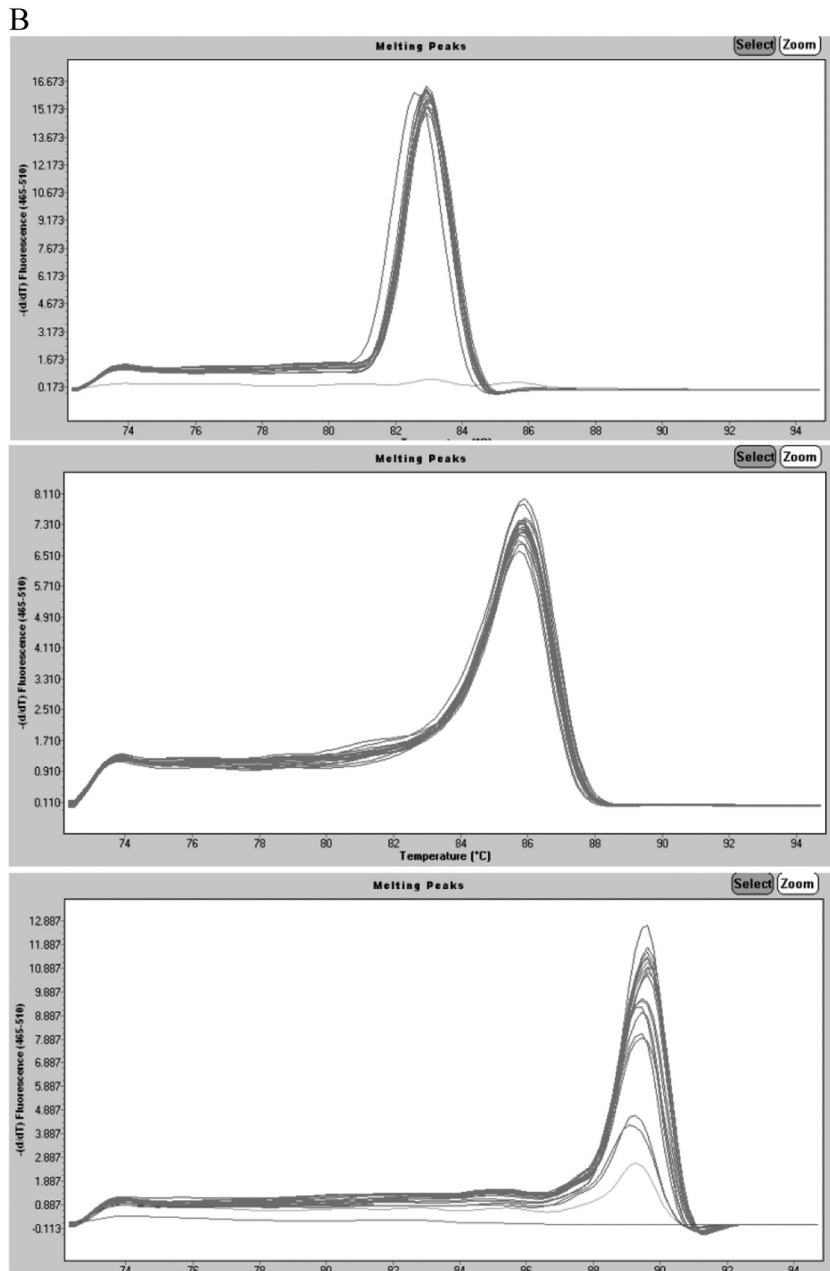 B
Melting Peaks
Select Zoom
-(d/dT) Fluorescence (465-510)
16.673
15.173
13.673
12.173
10.673
9.173
7.673
6.173
4.673
3.173
1.673
0.173
74 76 78 80 82 84 86 88 90 92 94
Melting Peaks
Select Zoom
-(d/dT) Fluorescence (465-510)
8.110
7.310
6.510
5.710
4.910
4.110
3.310
2.510
1.710
0.910
0.110
74 76 78 80 82 84 86 88 90 92 94
Temperature (°C)
Melting Peaks
Select Zoom
-(d/dT) Fluorescence (465-510)
12.887
11.887
10.887
9.887
8.887
7.887
6.887
5.887
4.887
3.887
2.887
1.887
0.887
-0.113
74 76 78 80 82 84 86 88 90 92 94